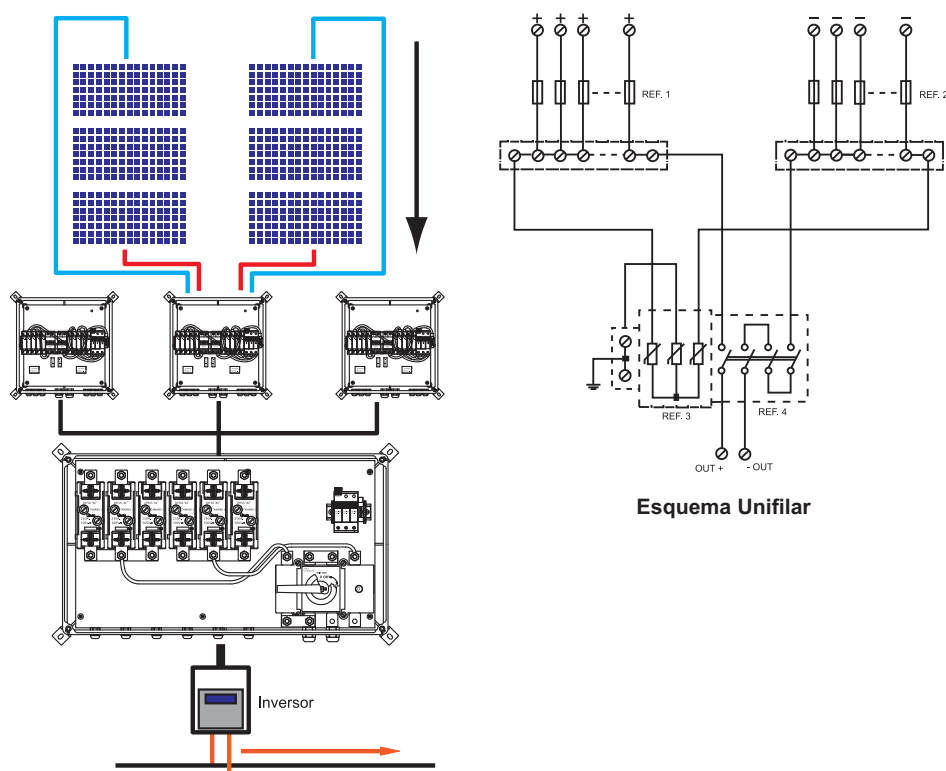 + + + +
− − − −
REF. 1
REF. 2
REF. 3
REF. 4
OUT +
- OUT
Esquema Unifilar
Inversor